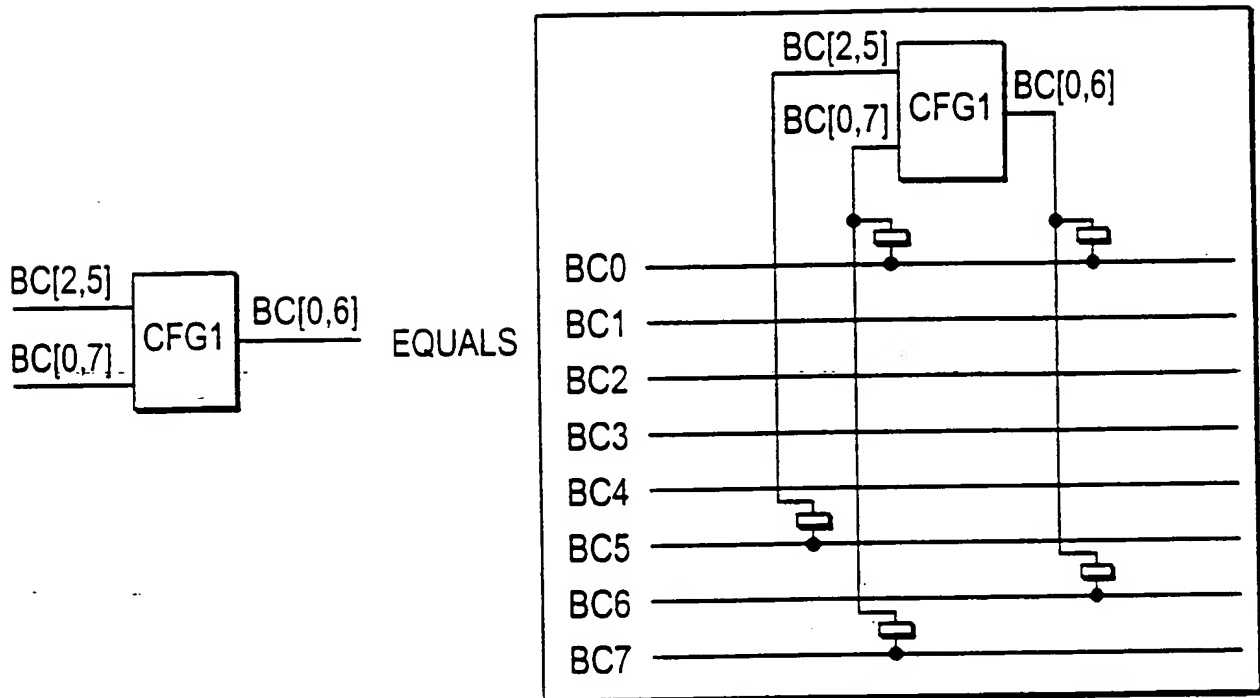 BC[2,5]
BC[0,7]
CFG1
BC[0,6]
EQUALS
BC[2,5]
BC[0,7]
CFG1
BC[0,6]
BC0
BC1
BC2
BC3
BC4
BC5
BC6
BC7